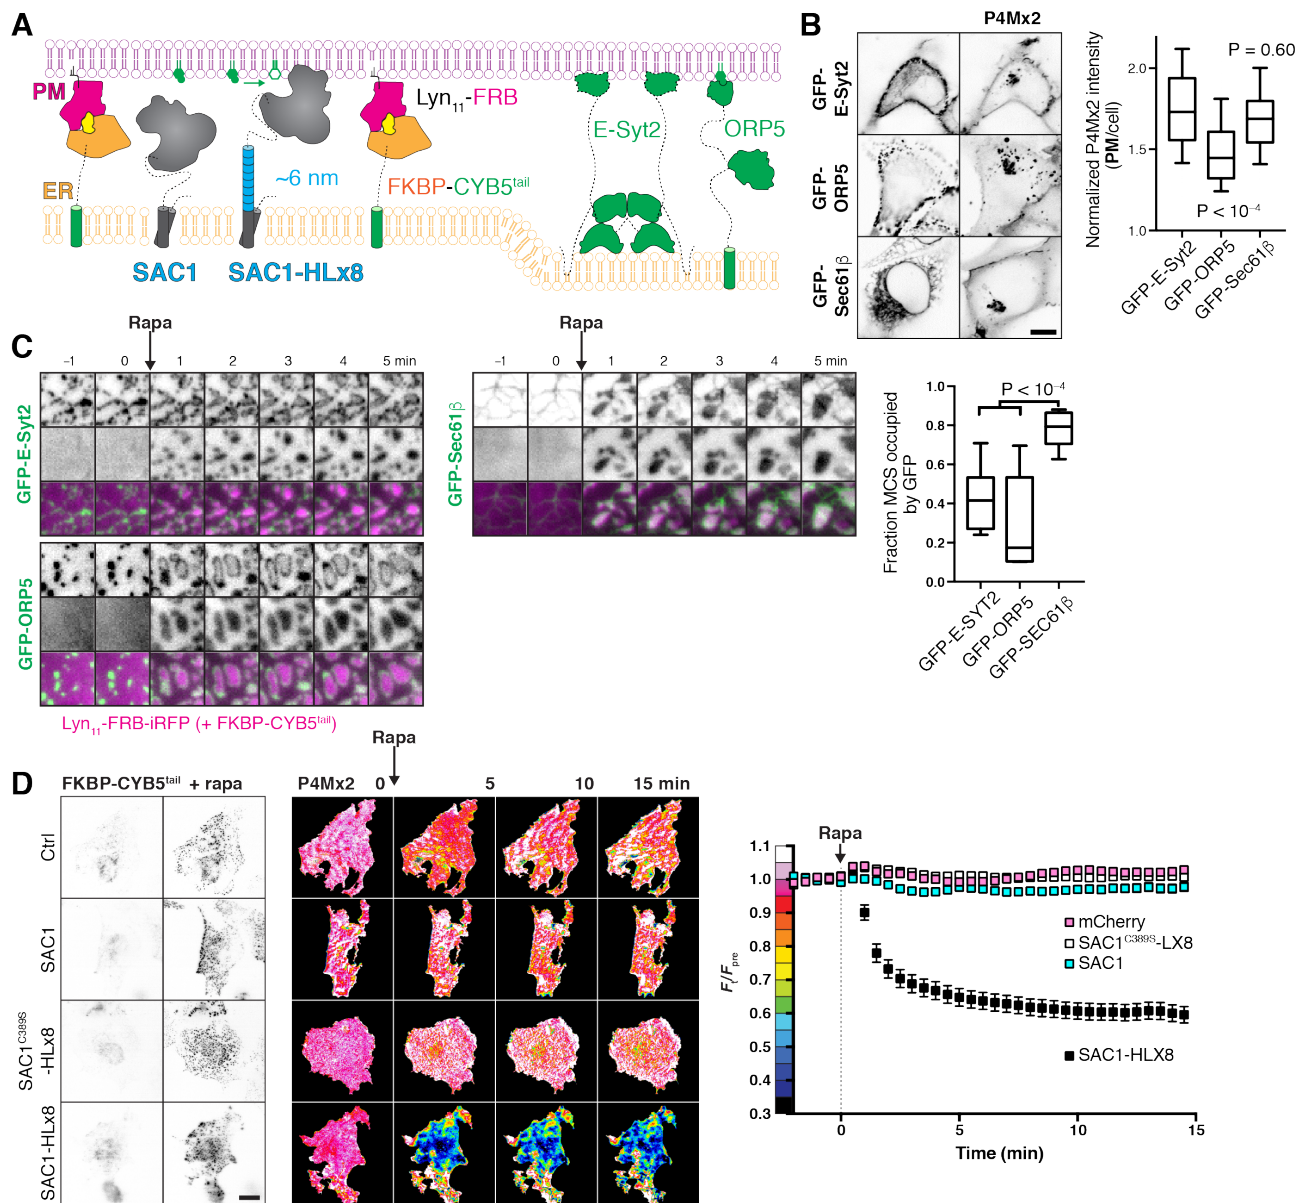 A
PM
Lyn11-FRB
E-Syt2
ORP5
ER
~6 nm
FKBP-CYB5tail
SAC1
SAC1-HLx8
B
P4Mx2
GFP-
E-Syt2
GFP-
ORP5
GFP-
Sec61β
Normalized P4Mx2 intensity
(PM/cell)
2.0
1.5
1.0
P = 0.60
P < 10−4
GFP-E-Syt2
GFP-ORP5
GFP-Sec61β
C
Rapa
−1 0 1 2 3 4 5 min
GFP-E-Syt2
GFP-ORP5
Lyn11-FRB-iRFP (+ FKBP-CYB5tail)
Rapa
−1 0 1 2 3 4 5 min
GFP-Sec61β
Fraction MCS occupied
by GFP
1.0
0.8
0.6
0.4
0.2
0.0
P < 10−4
GFP-E-SYT2
GFP-ORP5
GFP-SEC61β
D
FKBP-CYB5tail + rapa
Ctrl
SAC1
SAC1C389S
-HLx8
SAC1-HLx8
Rapa
P4Mx2 0 5 10 15 min
Rapa
Ft/Fpre
1.1
1.0
0.9
0.8
0.7
0.6
0.5
0.4
0.3
mCherry
SAC1C389S-LX8
SAC1
SAC1-HLX8
0 5 10 15
Time (min)